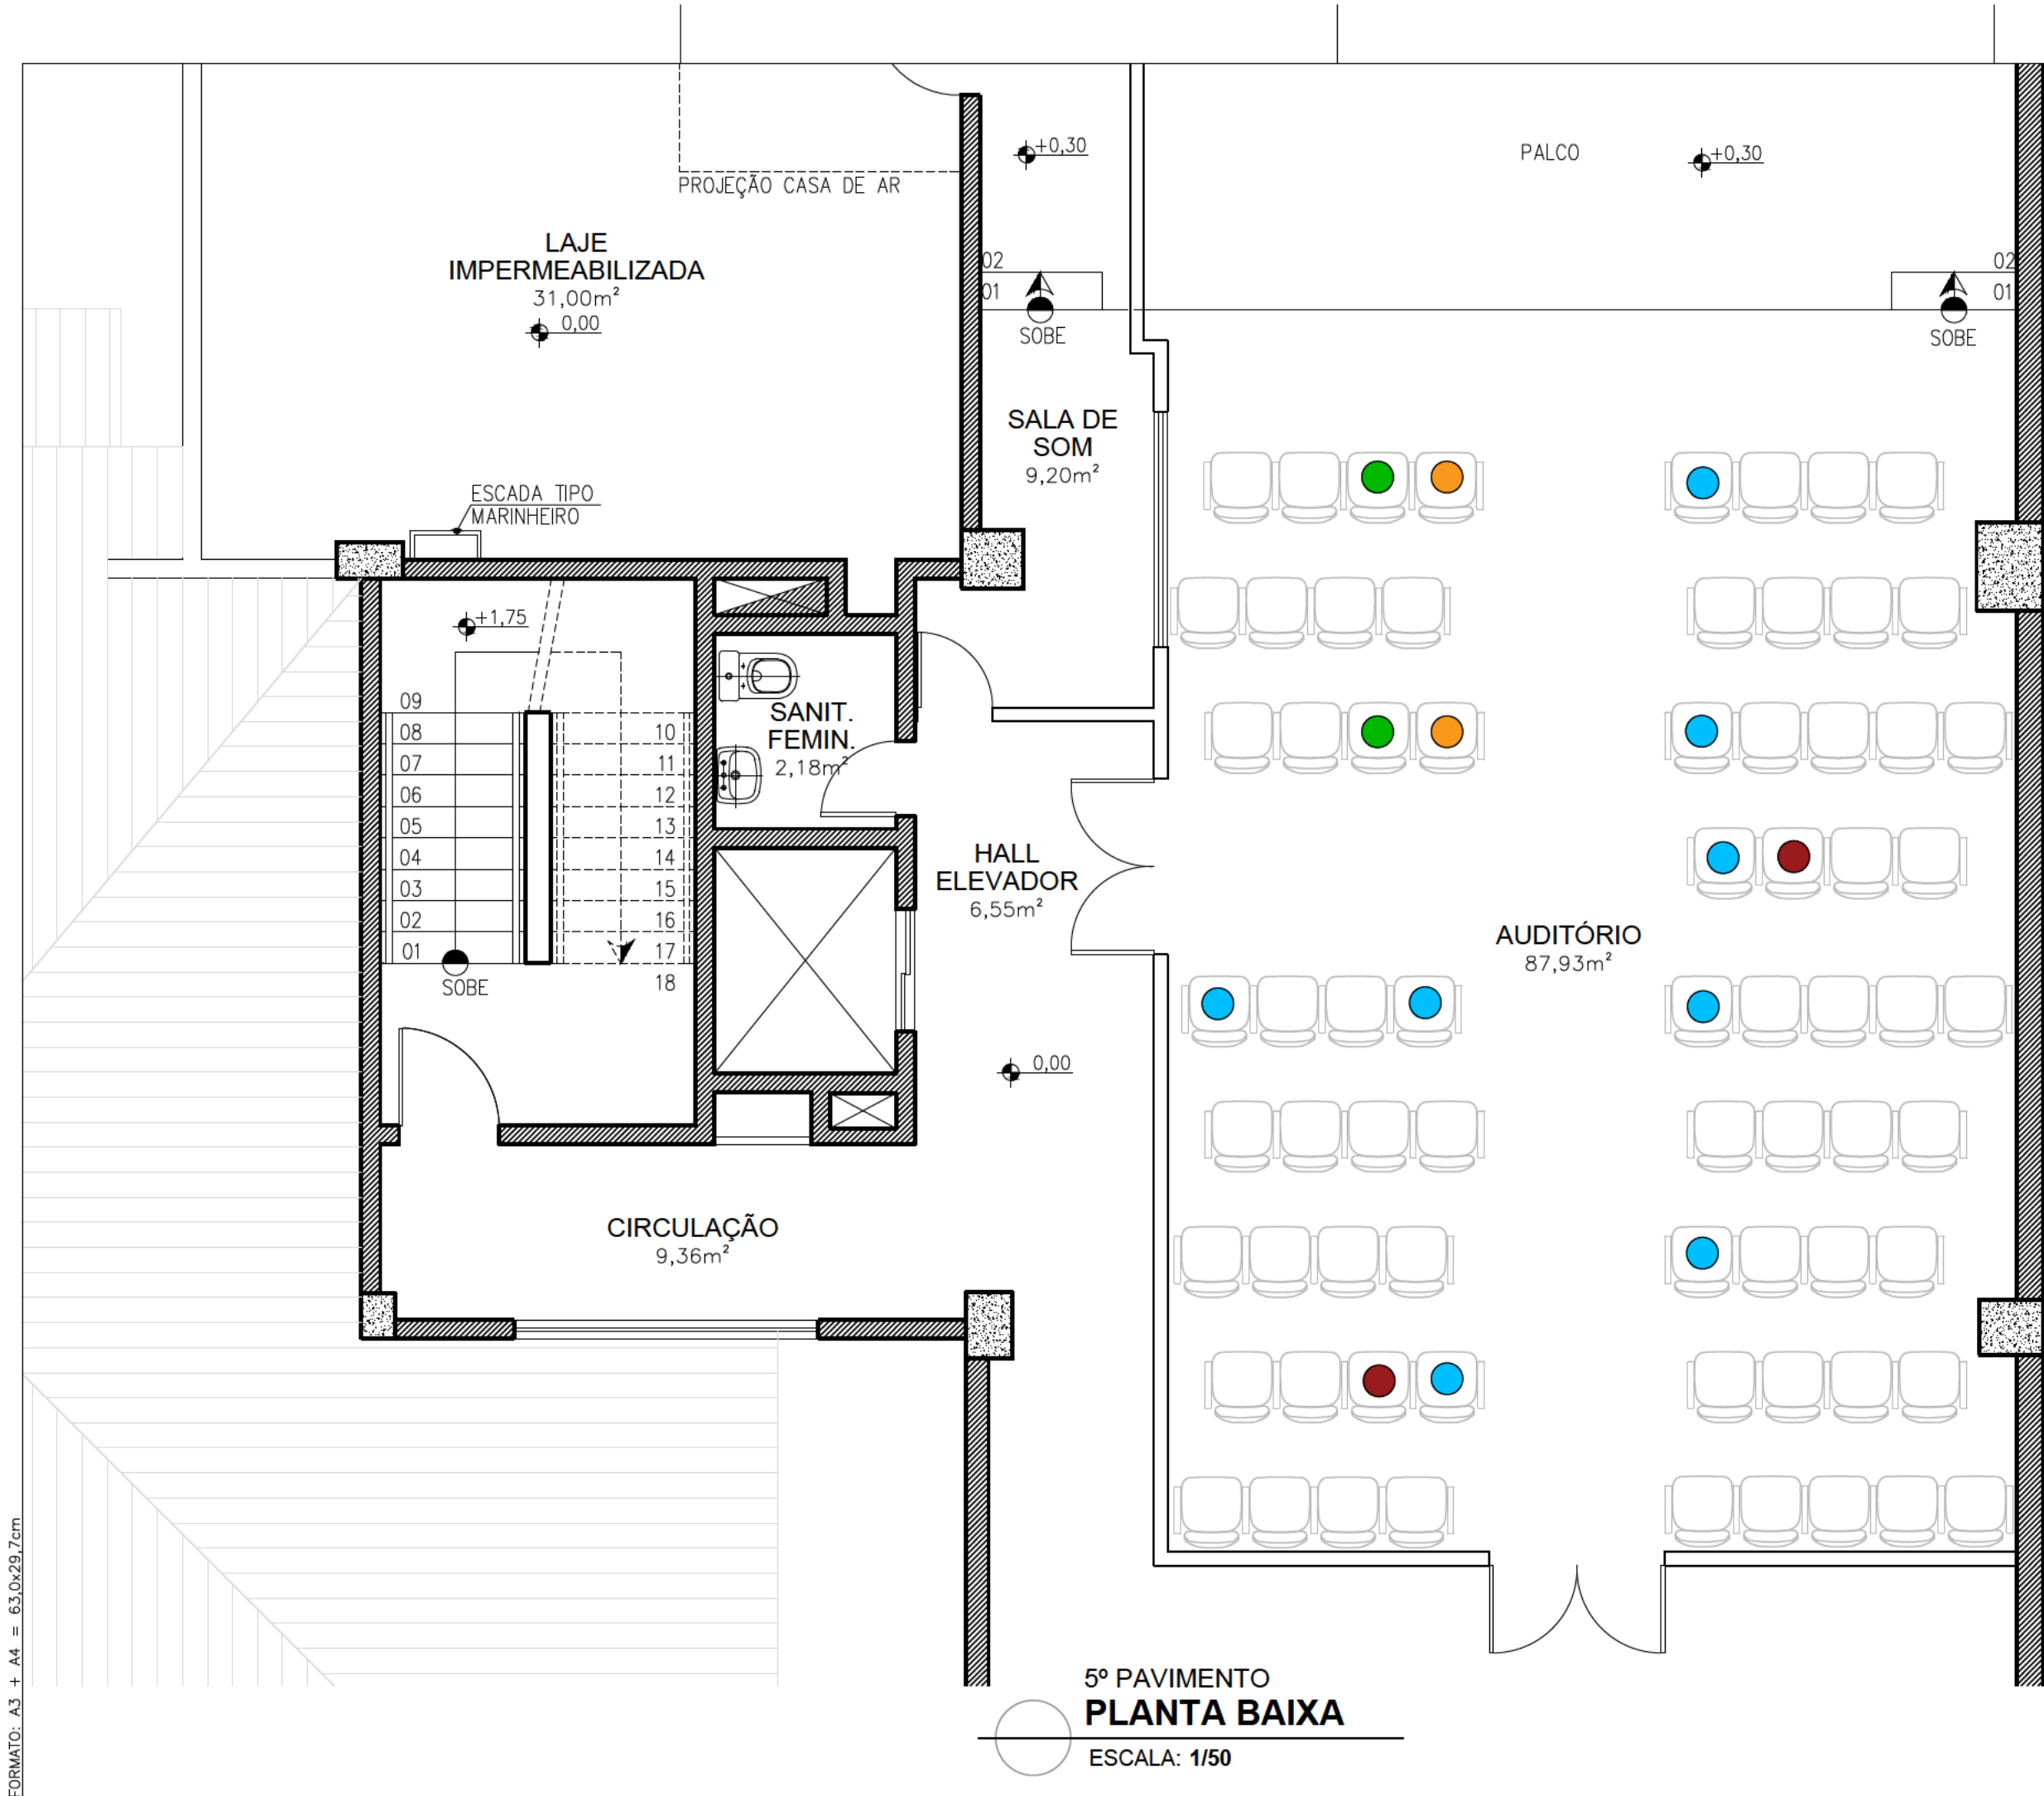 +0,30
PALCO
+0,30
PROJEÇÃO CASA DE AR
LAJE
IMPERMEABILIZADA
31,00m²
0,00
02
01
SOBE
02
01
SOBE
SALA DE
SOM
9,20m²
ESCADA TIPO
MARINHEIRO
+1,75
SANIT.
FEMIN.
2,18m²
09
08
07
06
05
04
03
02
01
SOBE
10
11
12
13
14
15
16
17
18
HALL
ELEVADOR
6,55m²
0,00
AUDITÓRIO
87,93m²
CIRCULAÇÃO
9,36m²
5º PAVIMENTO
PLANTA BAIXA
ESCALA: 1/50
FORMATO: A3 + A4 = 63,0x29,7cm